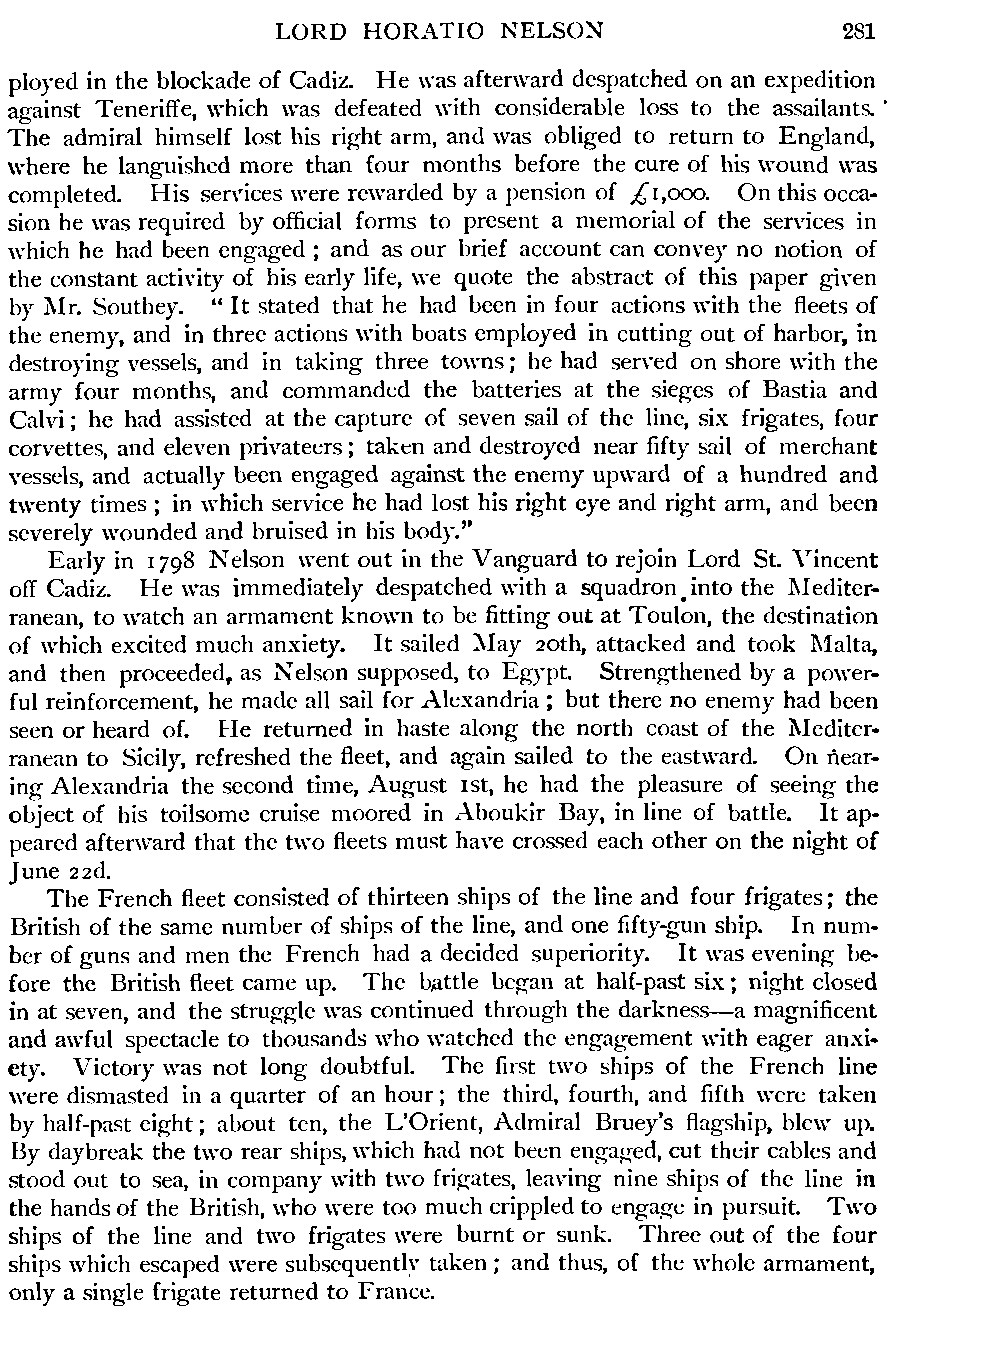 LORD HORATIO NELSON 281
ployed in the blockade of Cadiz. He was afterward despatched on an expedition
against Teneriffe, which was defeated with considerable loss to the assailants.
The admiral himself lost his right arm, and was obliged to return to England,
where he languished more than four months before the cure of his wound was
completed. His services were rewarded by a pension of £1,000. On this occa-
sion he was required by official forms to present a memorial of the services in
which he had been engaged ; and as our brief account can convey no notion of
the constant activity of his early life, we quote the abstract of this paper given
by Mr. Southey. “ It stated that he had been in four actions with the fleets of
the enemy, and in three actions with boats employed in cutting out of harbor, in
destroying vessels, and in taking three towns; he had served on shore with the
army four months, and commanded the batteries at the sieges of Bastia and
Calvi; he had assisted at the capture of seven sail of the line, six frigates, four
corvettes, and eleven privateers; taken and destroyed near fifty sail of merchant
vessels, and actually been engaged against the enemy upward of a hundred and
twenty times ; in which service he had lost his right eye and right arm, and been
severely wounded and bruised in his body.”
Early in 1798 Nelson went out in the Vanguard to rejoin Lord St. Vincent
off Cadiz. He was immediately despatched with a squadron into the Mediter-
ranean, to watch an armament known to be fitting out at Toulon, the destination
of which excited much anxiety. It sailed May 20th, attacked and took Malta,
and then proceeded, as Nelson supposed, to Egypt. Strengthened by a power-
ful reinforcement, he made all sail for Alexandria ; but there no enemy had been
seen or heard of. He returned in haste along the north coast of the Mediter-
ranean to Sicily, refreshed the fleet, and again sailed to the eastward. On near-
ing Alexandria the second time, August 1st, he had the pleasure of seeing the
object of his toilsome cruise moored in Aboukir Bay, in line of battle. It ap-
peared afterward that the two fleets must have crossed each other on the night of
June 22d.
The French fleet consisted of thirteen ships of the line and four frigates; the
British of the same number of ships of the line, and one fifty-gun ship. In num-
ber of guns and men the French had a decided superiority. It was evening be-
fore the British fleet came up. The battle began at half-past six; night closed
in at seven, and the struggle was continued through the darkness—a magnificent
and awful spectacle to thousands who watched the engagement with eager anxi-
ety. Victory was not long doubtful. The first two ships of the French line
were dismasted in a quarter of an hour; the third, fourth, and fifth were taken
by half-past eight; about ten, the L'Orient, Admiral Bruey's flagship, blew up.
By daybreak the two rear ships, which had not been engaged, cut their cables and
stood out to sea, in company with two frigates, leaving nine ships of the line in
the hands of the British, who were too much crippled to engage in pursuit. Two
ships of the line and two frigates were burnt or sunk. Three out of the four
ships which escaped were subsequently taken ; and thus, of the whole armament,
only a single frigate returned to France.